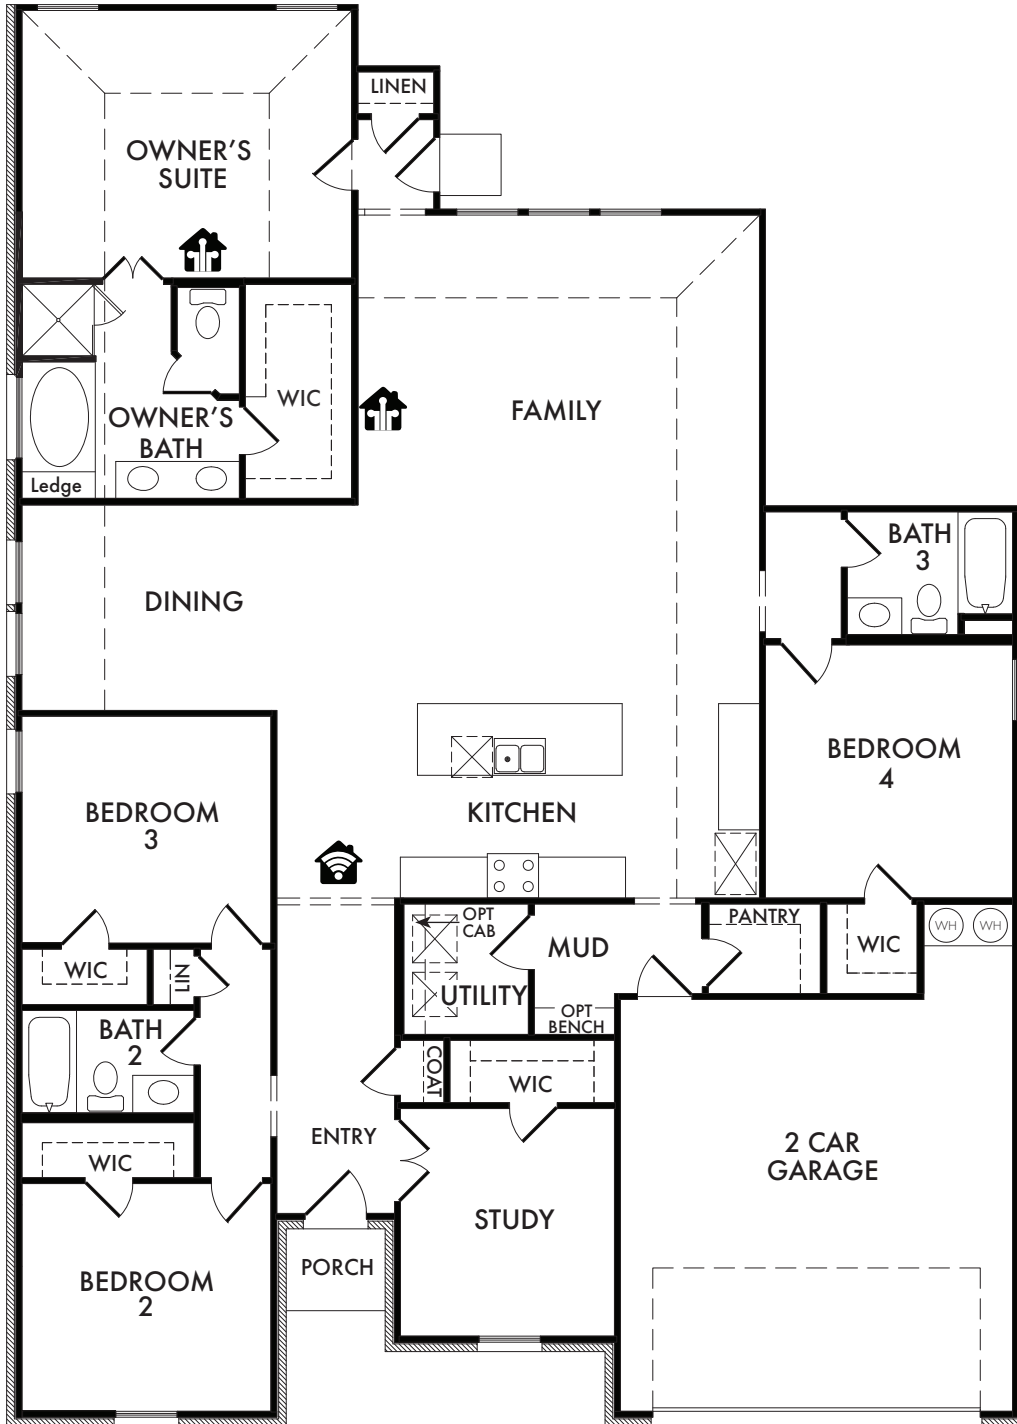 LINEN
OWNER'S
SUITE
WIC
OWNER'S
BATH
Ledge
FAMILY
DINING
BATH
3
BEDROOM
4
KITCHEN
BEDROOM
3
WIC
LIN
BATH
2
OPT
CAB
UTILITY
MUD
OPT
BENCH
PANTRY
WIC
WH
WH
COAT
WIC
ENTRY
WIC
2 CAR
GARAGE
STUDY
PORCH
BEDROOM
2